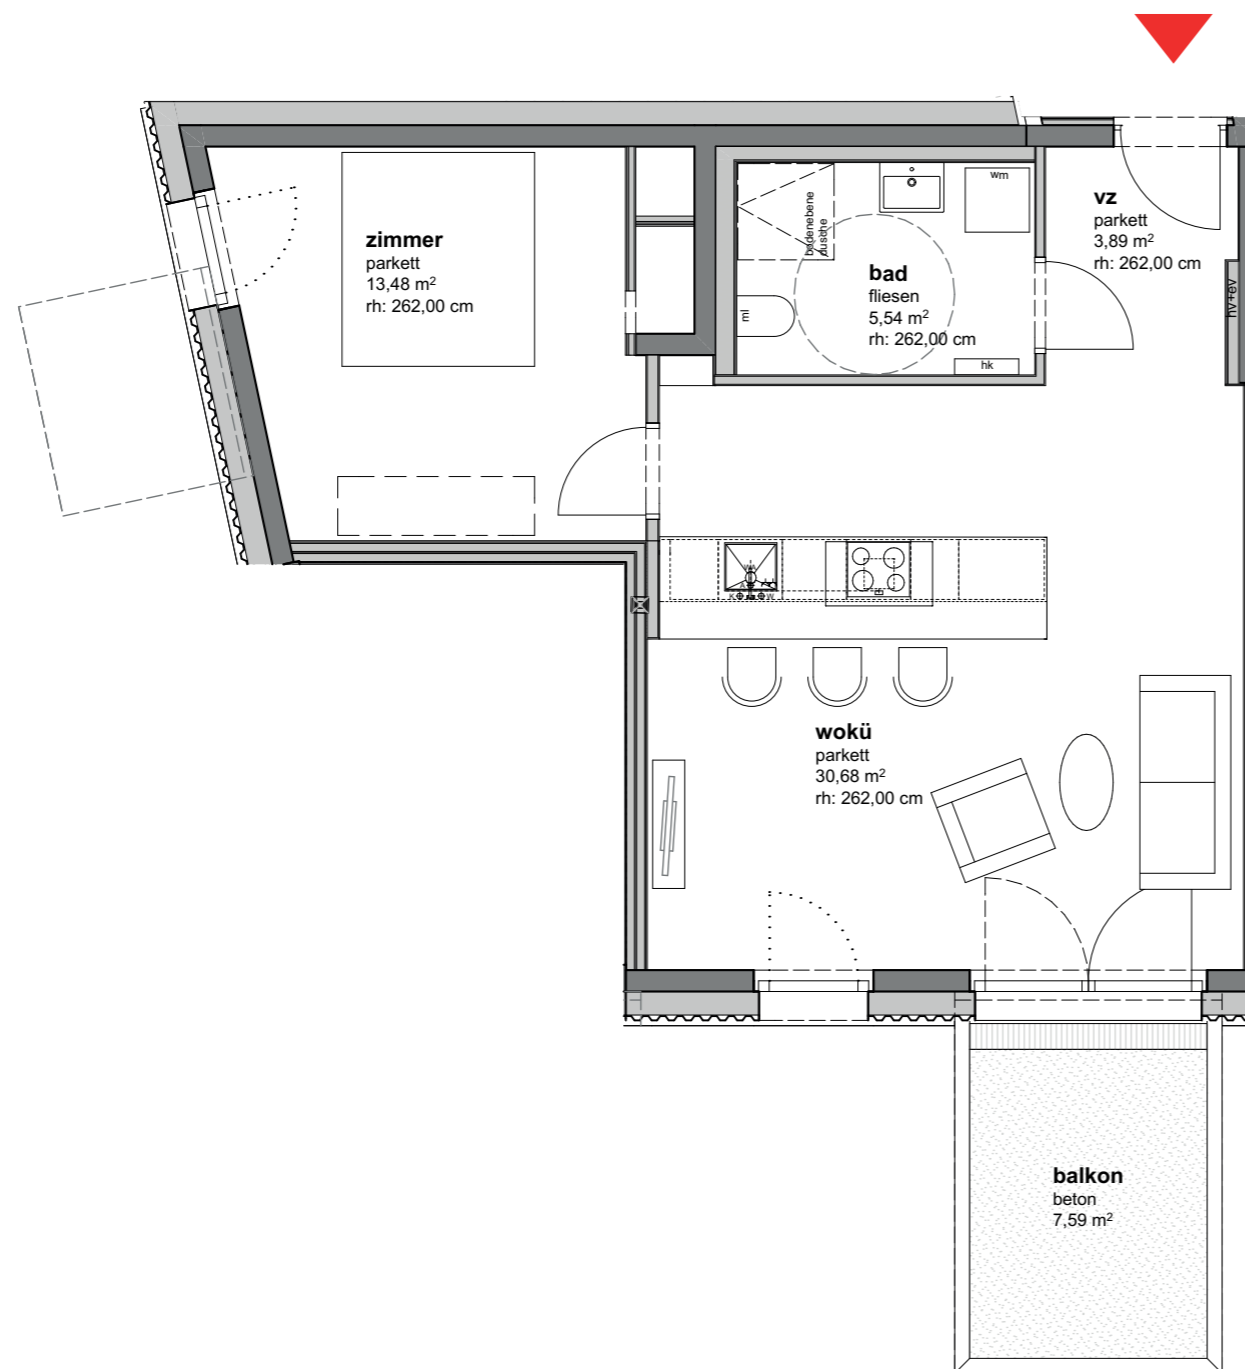 zimmer
parkett
13,48 m²
rh: 262,00 cm
bodenebene
dusche
wm
bad
fliesen
5,54 m²
rh: 262,00 cm
ml
hk
vz
parkett
3,89 m²
rh: 262,00 cm
hv+ev
K
W
wokü
parkett
30,68 m²
rh: 262,00 cm
balkon
beton
7,59 m²